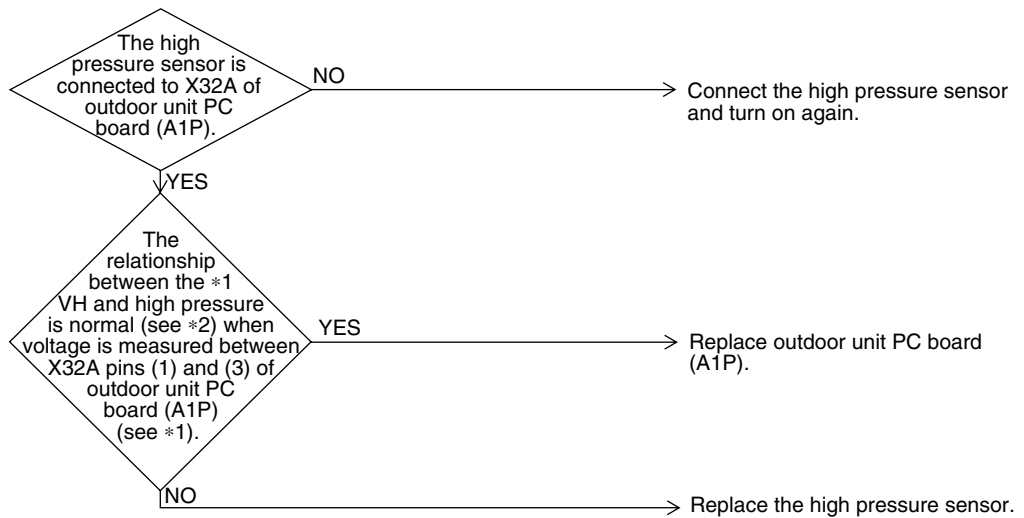 The high
pressure sensor is
connected to X32A of
outdoor unit PC
board (A1P).
NO
Connect the high pressure sensor
and turn on again.
YES
The
relationship
between the *1
VH and high pressure
is normal (see *2) when
voltage is measured between
X32A pins (1) and (3) of
outdoor unit PC
board (A1P)
(see *1).
YES
Replace outdoor unit PC board
(A1P).
NO
Replace the high pressure sensor.